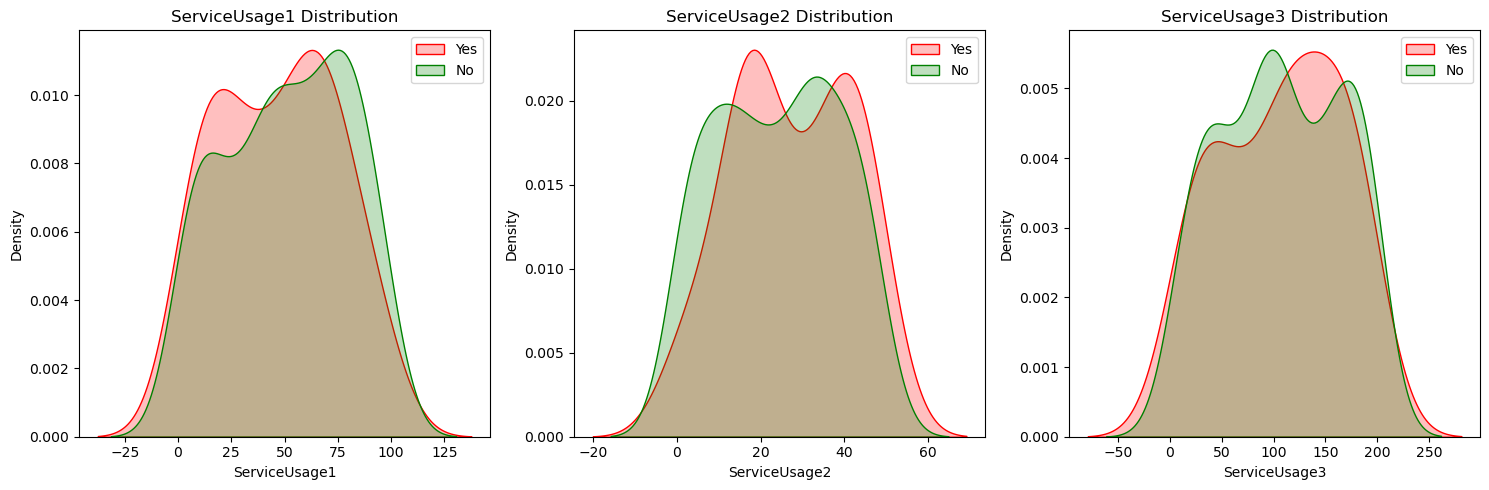 ServiceUsage1 Distribution
Density
0.010
0.008
0.006
0.004
0.002
0.000
−25 0 25 50 75 100 125
ServiceUsage1
Yes
No
ServiceUsage2 Distribution
Density
0.020
0.015
0.010
0.005
0.000
−20 0 20 40 60
ServiceUsage2
Yes
No
ServiceUsage3 Distribution
Density
0.005
0.004
0.003
0.002
0.001
0.000
−50 0 50 100 150 200 250
ServiceUsage3
Yes
No